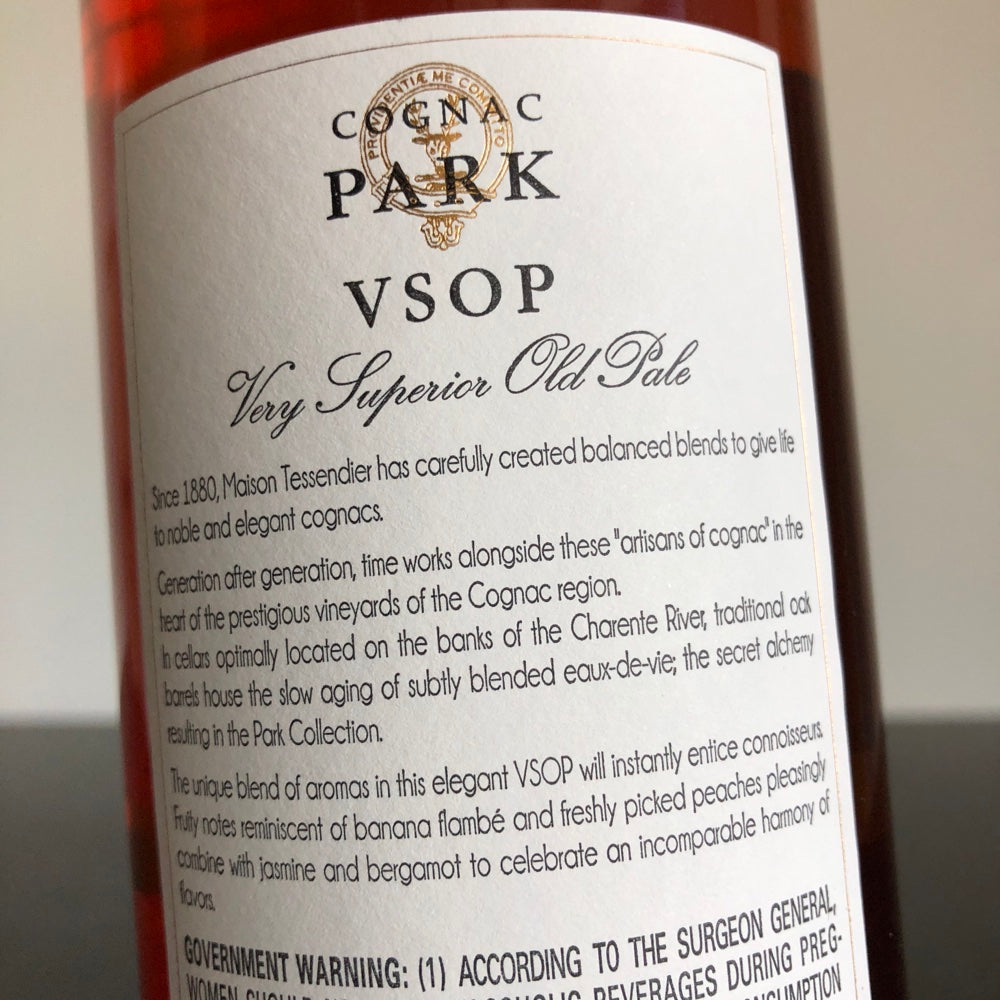 PROVIDENTIÆ ME COMMITTO
COGNAC
PARK
VSOP
Very Superior Old Pale
Since 1880, Maison Tessendier has carefully created balanced blends to give life
to noble and elegant cognacs.
Generation after generation, time works alongside these "artisans of cognac" in the
heart of the prestigious vineyards of the Cognac region.
In cellars optimally located on the banks of the Charente River, traditional oak
barrels house the slow aging of subtly blended eaux-de-vie; the secret alchemy
resulting in the Park Collection.
The unique blend of aromas in this elegant VSOP will instantly entice connoisseurs.
Fruity notes reminiscent of banana flambé and freshly picked peaches pleasingly
combine with jasmine and bergamot to celebrate an incomparable harmony of
flavors.
GOVERNMENT WARNING: (1) ACCORDING TO THE SURGEON GENERAL,
WOMEN SHOULD ALCOHOLIC BEVERAGES DURING PREG-
CONSUMPTION